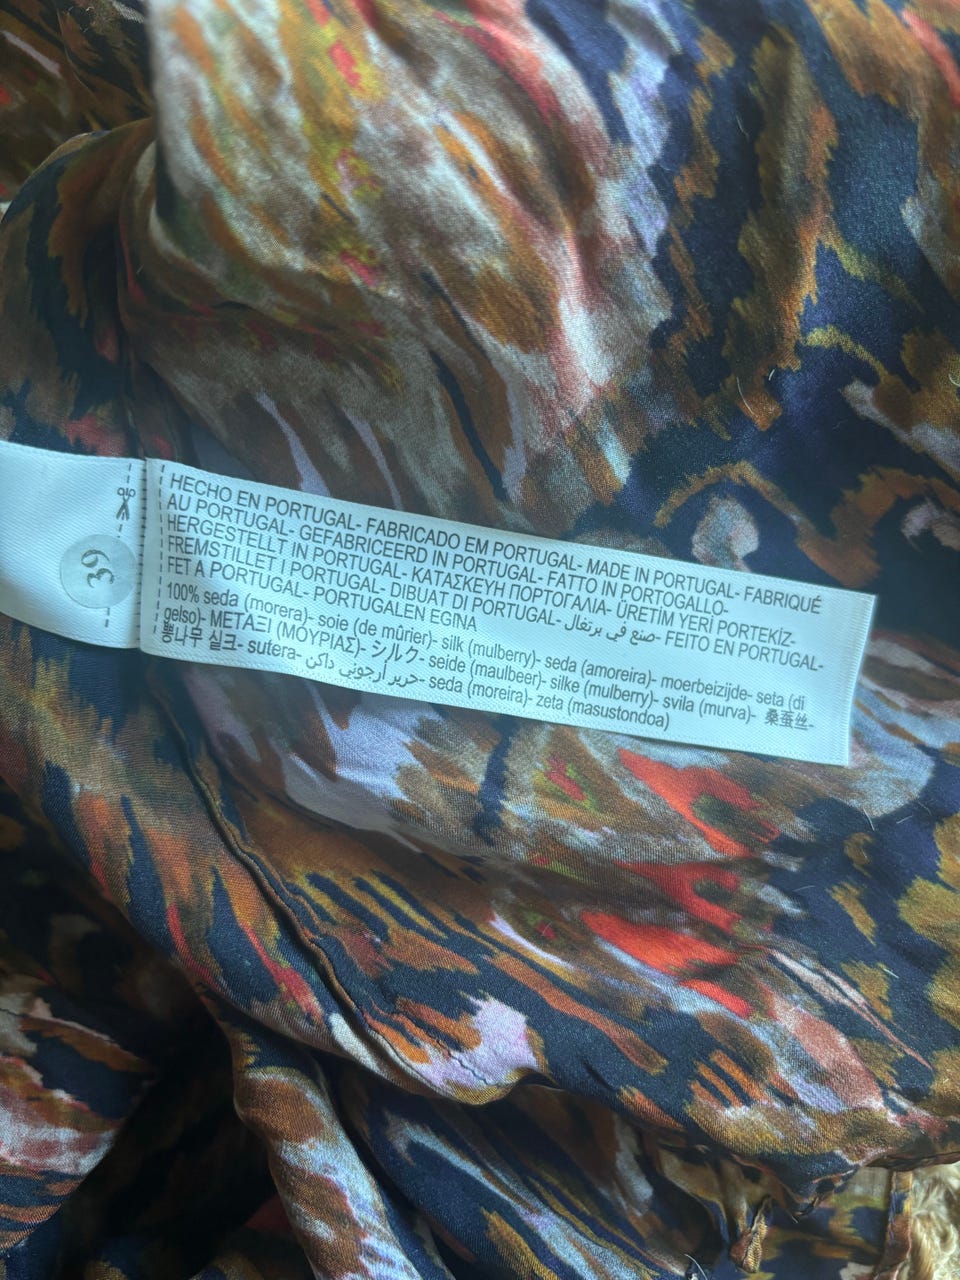 39
HECHO EN PORTUGAL- FABRICADO EM PORTUGAL- MADE IN PORTUGAL- FABRIQUÉ
AU PORTUGAL- GEFABRICEERD IN PORTUGAL- FATTO IN PORTOGALLO-
HERGESTELLT IN PORTUGAL- ΚΑΤΑΣΚΕΥΗ ΠΟΡΤΟΓΑΛΙΑ- ÜRETİM YERİ PORTEKİZ-
FREMSTILLET I PORTUGAL- DIBUAT DI PORTUGAL- صنع في برتغال- FEITO EN PORTUGAL-
FET A PORTUGAL- PORTUGALEN EGINA
100% seda (morera)- soie (de mûrier)- silk (mulberry)- seda (amoreira)- moerbeizijde- seta (di
gelso)- ΜΕΤΑΞΙ (ΜΟΥΡΙΑΣ)- シルク- seide (maulbeer)- silke (mulberry)- svila (murva)- 桑蚕丝-
뽕나무 실크- sutera- حرير أرجوني داكن- seda (moreira)- zeta (masustondoa)